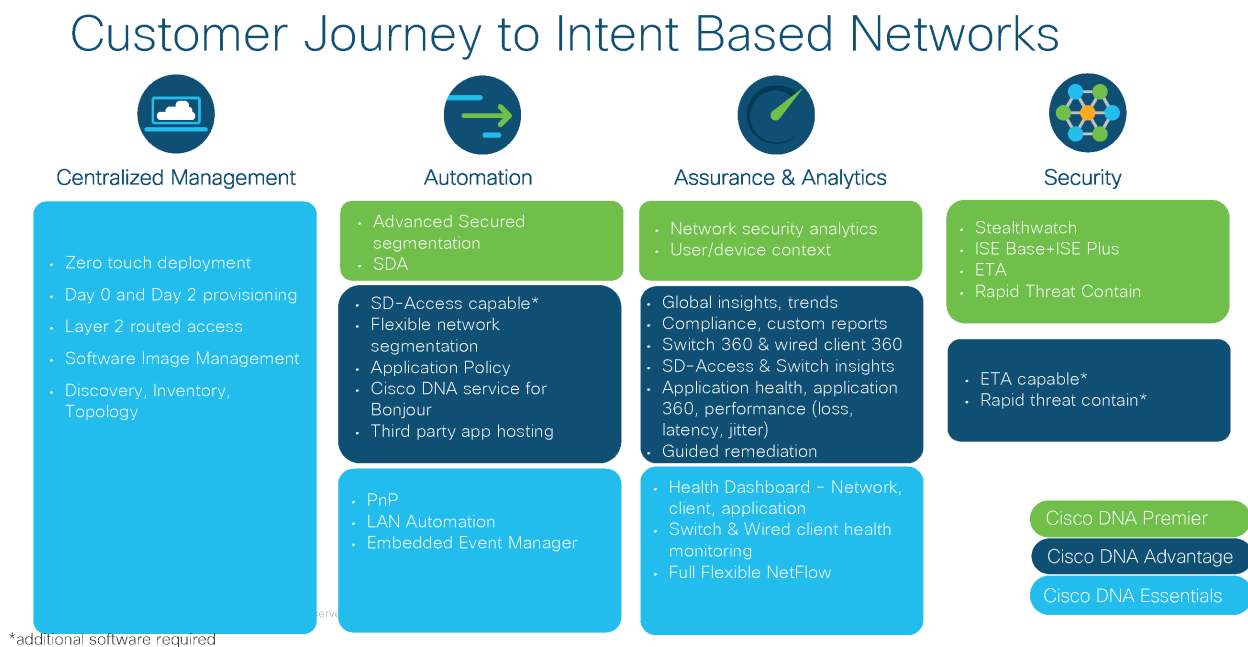 Customer Journey to Intent Based Networks
Centralized Management
• Zero touch deployment
• Day 0 and Day 2 provisioning
• Layer 2 routed access
• Software Image Management
• Discovery, Inventory,
Topology
Automation
• Advanced Secured
segmentation
• SDA
• SD-Access capable*
• Flexible network
segmentation
• Application Policy
• Cisco DNA service for
Bonjour
• Third party app hosting
• PnP
• LAN Automation
• Embedded Event Manager
Assurance & Analytics
• Network security analytics
• User/device context
• Global insights, trends
• Compliance, custom reports
• Switch 360 & wired client 360
• SD-Access & Switch insights
• Application health, application
360, performance (loss,
latency, jitter)
• Guided remediation
• Health Dashboard – Network,
client, application
• Switch & Wired client health
monitoring
• Full Flexible NetFlow
Security
• Stealthwatch
• ISE Base+ISE Plus
• ETA
• Rapid Threat Contain
• ETA capable*
• Rapid threat contain*
Cisco DNA Premier
Cisco DNA Advantage
Cisco DNA Essentials
*additional software required